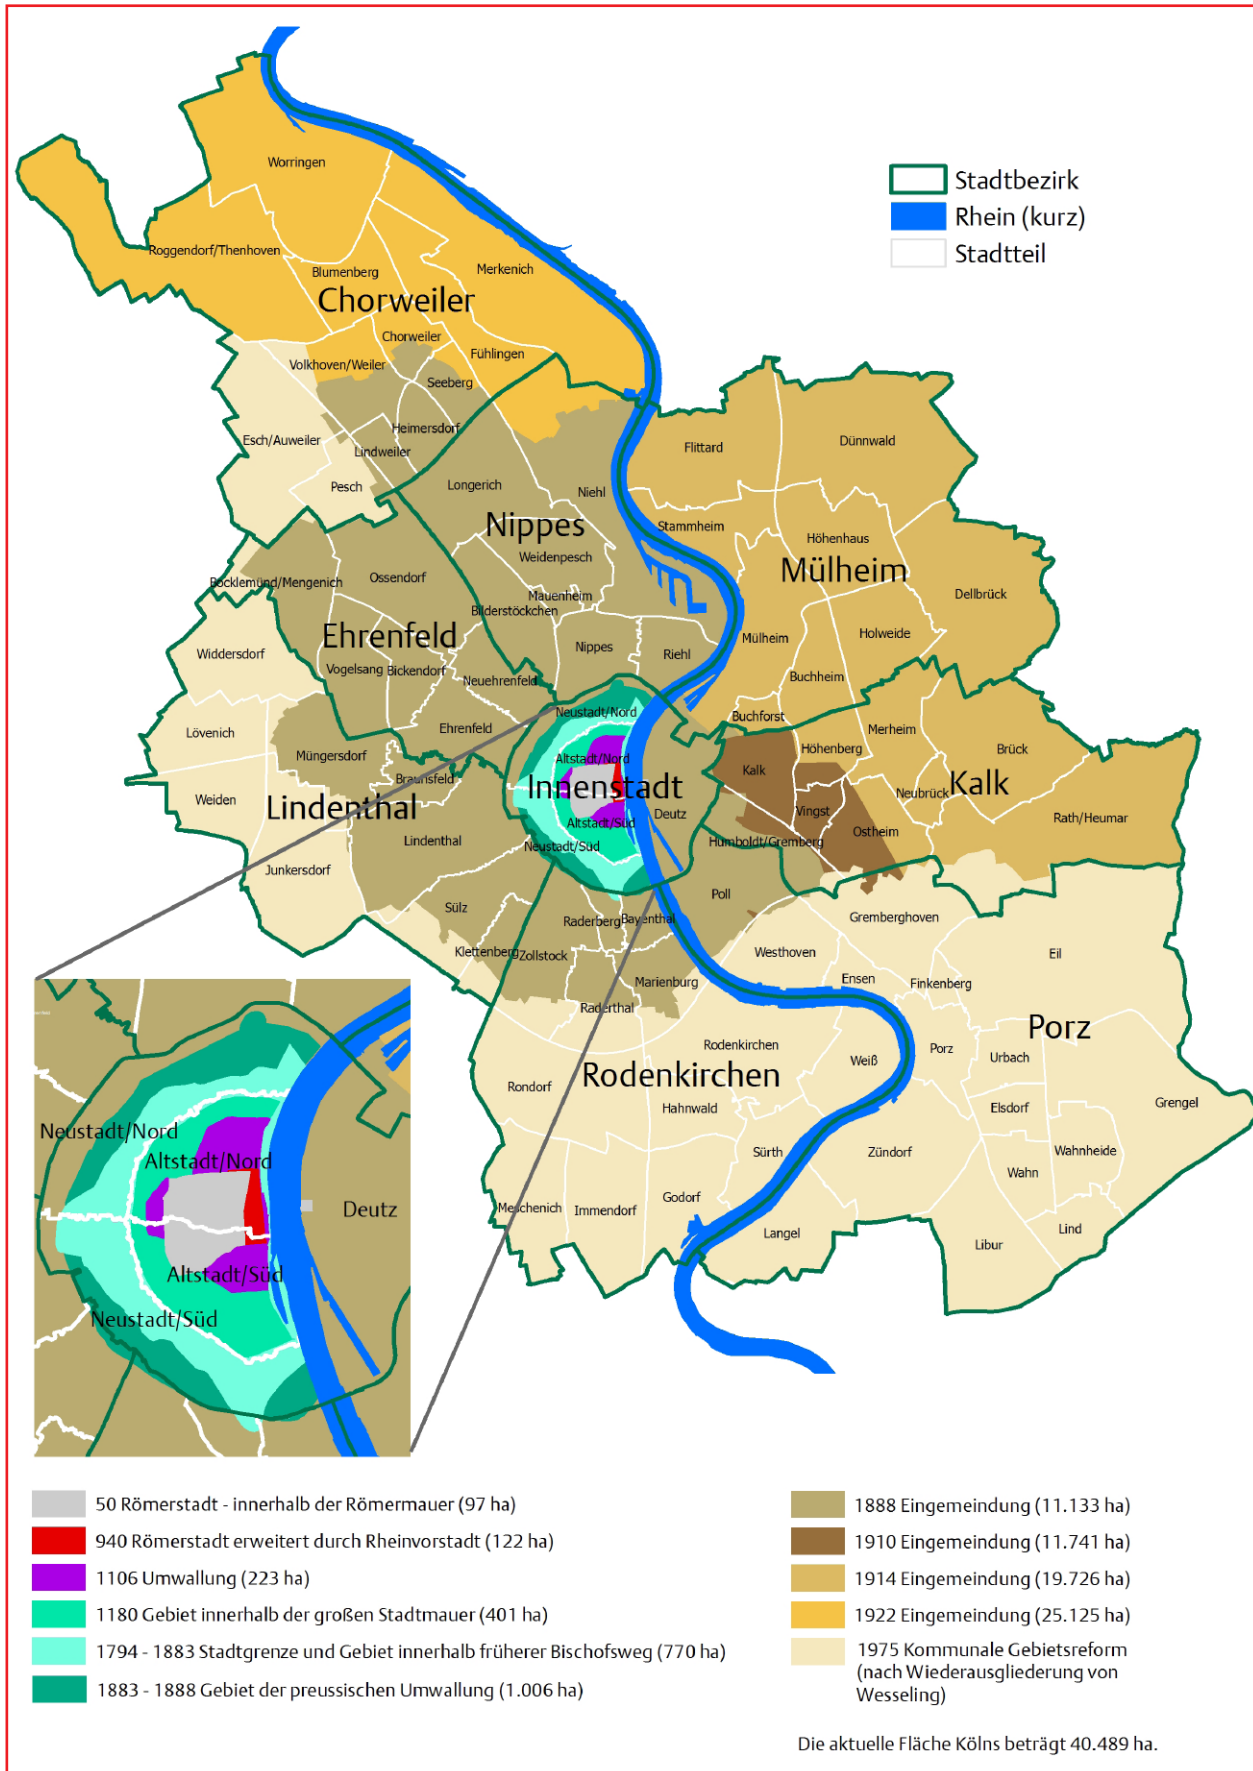 Stadtbezirk
Rhein (kurz)
Stadtteil
Worringen
Roggendorf/Thenhoven
Blumenberg
Merkenich
Chorweiler
Chorweiler
Volkhoven/Weiler
Fühlingen
Seeberg
Heimersdorf
Esch/Auweiler
Lindweiler
Pesch
Longerich
Niehl
Nippes
Weidenpesch
Mauenheim
Bilderstöckchen
Nippes
Riehl
Flittard
Dünnwald
Stammheim
Höhenhaus
Mülheim
Dellbrück
Holweide
Mülheim
Buchheim
Buchforst
Bocklemünd/Mengenich
Ossendorf
Ehrenfeld
Vogelsang
Bickendorf
Neuehrenfeld
Ehrenfeld
Widdersdorf
Lövenich
Müngersdorf
Braunsfeld
Weiden
Lindenthal
Lindenthal
Junkersdorf
Sülz
Klettenberg
Neustadt/Nord
Altstadt/Nord
Innenstadt
Altstadt/Süd
Neustadt/Süd
Deutz
Merheim
Höhenberg
Brück
Kalk
Kalk
Neubrück
Vingst
Ostheim
Rath/Heumar
Humboldt/Gremberg
Poll
Raderberg
Bayenthal
Zollstock
Marienburg
Raderthal
Gremberghoven
Westhoven
Eil
Ensen
Finkenberg
Porz
Porz
Urbach
Elsdorf
Grengel
Wahnheide
Wahn
Zündorf
Lind
Libur
Langel
Rodenkirchen
Rodenkirchen
Weiß
Rondorf
Hahnwald
Sürth
Meschenich
Immendorf
Godorf
Neustadt/Nord
Altstadt/Nord
Deutz
Altstadt/Süd
Neustadt/Süd
50 Römerstadt - innerhalb der Römermauer (97 ha)
940 Römerstadt erweitert durch Rheinvorstadt (122 ha)
1106 Umwallung (223 ha)
1180 Gebiet innerhalb der großen Stadtmauer (401 ha)
1794 - 1883 Stadtgrenze und Gebiet innerhalb früherer Bischofsweg (770 ha)
1883 - 1888 Gebiet der preussischen Umwallung (1.006 ha)
1888 Eingemeindung (11.133 ha)
1910 Eingemeindung (11.741 ha)
1914 Eingemeindung (19.726 ha)
1922 Eingemeindung (25.125 ha)
1975 Kommunale Gebietsreform
(nach Wiederausgliederung von
Wesseling)
Die aktuelle Fläche Kölns beträgt 40.489 ha.